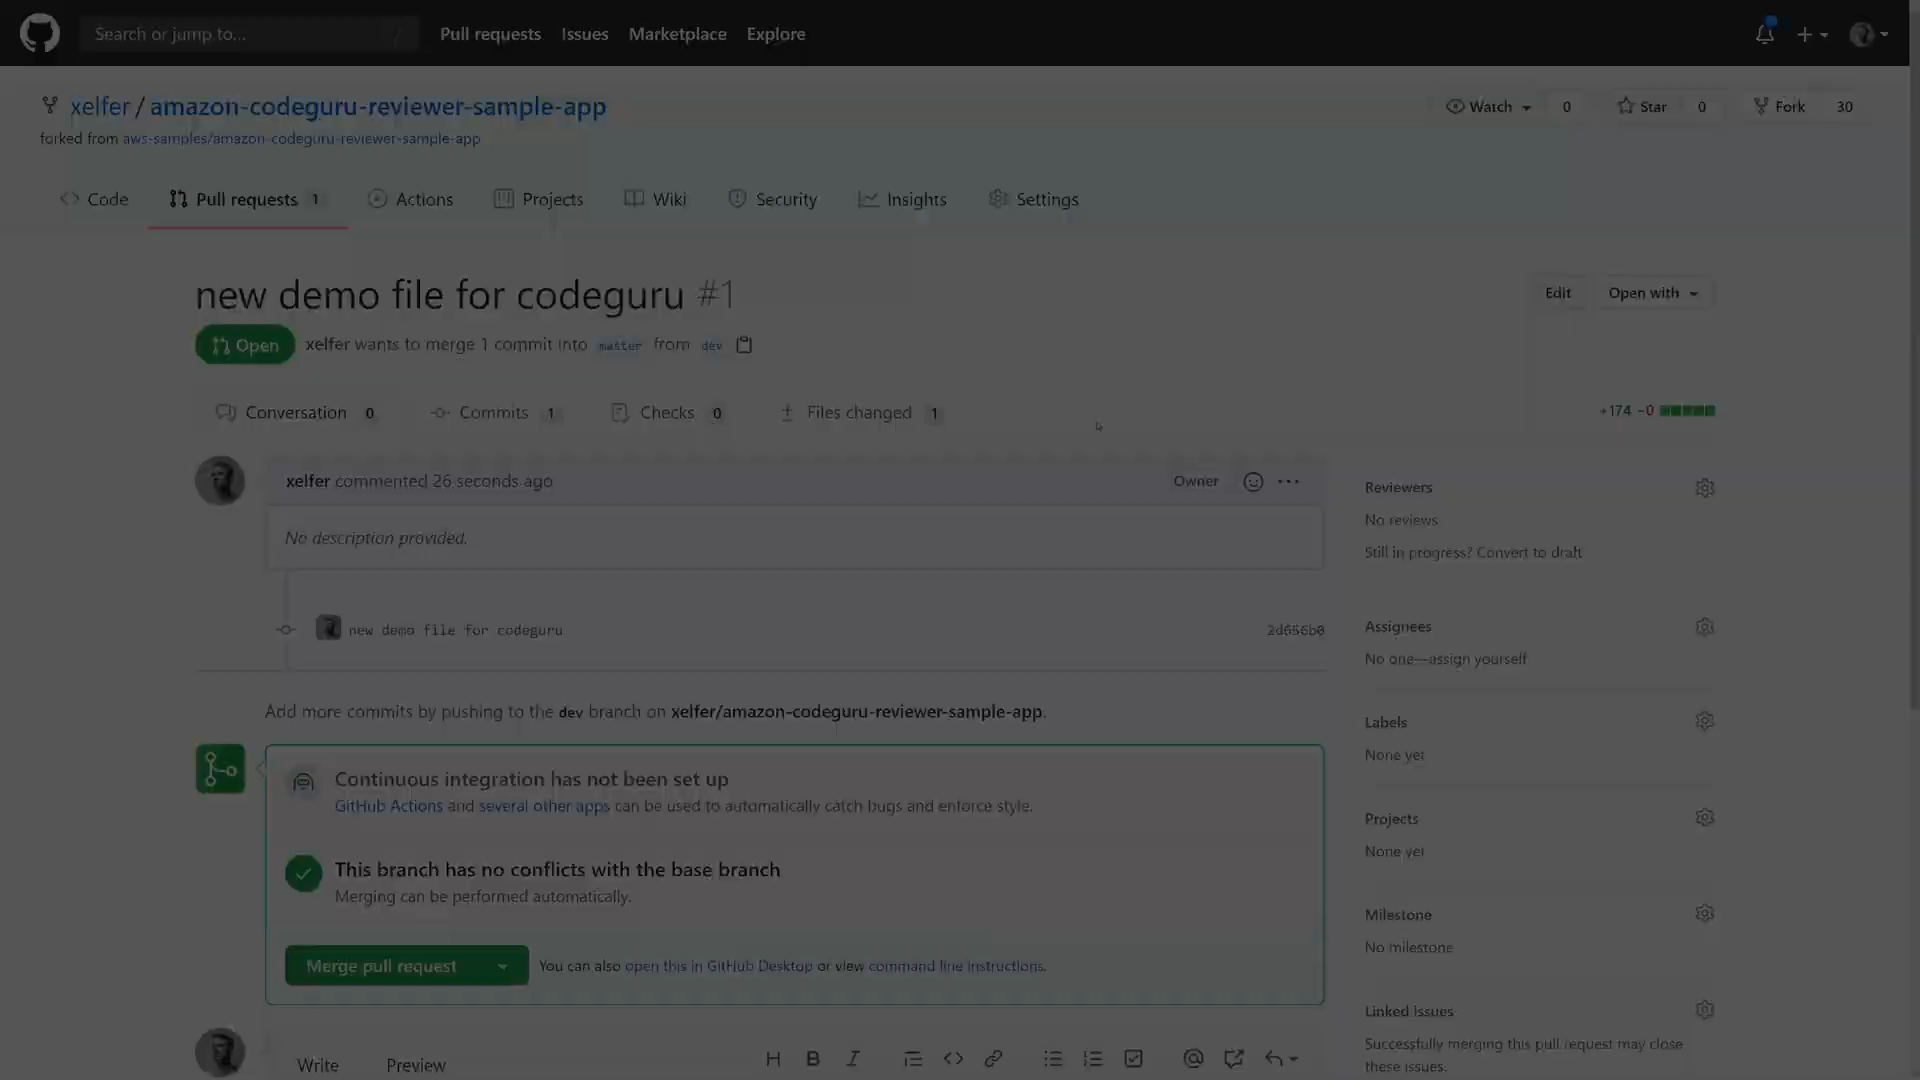 Search or jump to...
/
Pull requests
Issues
Marketplace
Explore
xelfer / amazon-codeguru-reviewer-sample-app
forked from aws-samples/amazon-codeguru-reviewer-sample-app
Watch
0
Star
0
Fork
30
Code
Pull requests
1
Actions
Projects
Wiki
Security
Insights
Settings
new demo file for codeguru #1
Edit
Open with
Open
xelfer wants to merge 1 commit into master from dev
Conversation
0
Commits
1
Checks
0
Files changed
1
+174 −0
xelfer commented 26 seconds ago
Owner
No description provided.
new demo file for codeguru
2d656b0
Add more commits by pushing to the dev branch on xelfer/amazon-codeguru-reviewer-sample-app.
Continuous integration has not been set up
GitHub Actions and several other apps can be used to automatically catch bugs and enforce style.
This branch has no conflicts with the base branch
Merging can be performed automatically.
Merge pull request
You can also open this in GitHub Desktop or view command line instructions.
Write
Preview
H
B
I
Reviewers
No reviews
Still in progress? Convert to draft
Assignees
No one—assign yourself
Labels
None yet
Projects
None yet
Milestone
No milestone
Linked issues
Successfully merging this pull request may close
these issues.